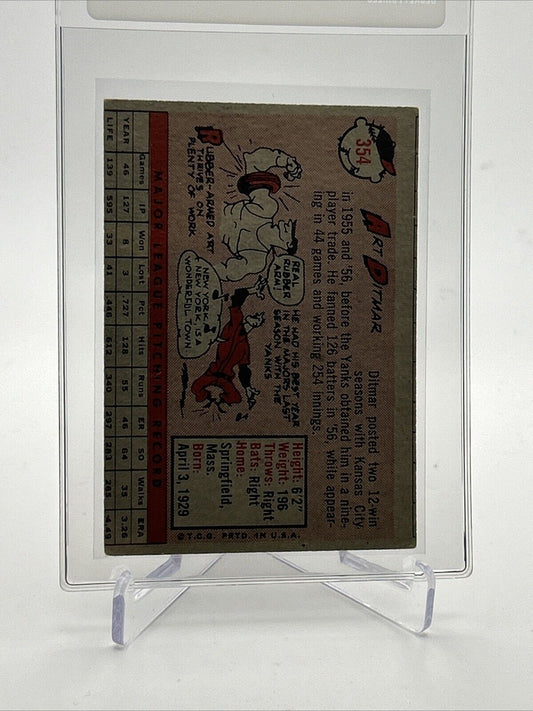 354
ART DITMAR
Ditmar posted two 12-win
seasons with Kansas City
in 1955 and '56, before the Yanks obtained him in a nine-
player trade. He fanned 126 batters in '56, while appear-
ing in 44 games and working 254 innings.
RUBBER-ARMED ART
THRIVES ON
PLENTY OF WORK
REAL
RUBBER
ARM!
HE HAD HIS BEST YEAR
IN THE MAJORS LAST
SEASON WITH THE
YANKS
NEW YORK,
NEW YORK IS A
WONDERFUL TOWN!
Height: 6'2"
Weight: 196
Throws: Right
Bats: Right
Home:
Springfield,
Mass.
Born:
April 3, 1929
MAJOR LEAGUE PITCHING RECORD
Games IP Won Lost Pct Hits Runs ER SO Walks ERA
YEAR 46 127 8 3 .727 128 55 46 64 35 3.26
LIFE 139 595 33 41 .446 612 340 297 283 285 4.49
© T.C.G. PRTD. IN U.S.A.